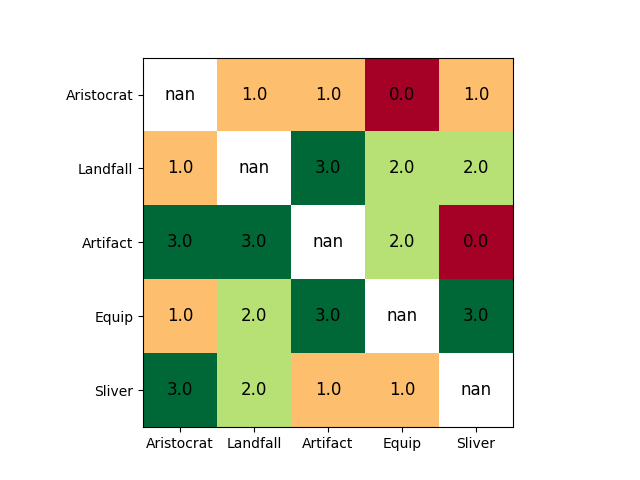 Aristocrat nan 1.0 1.0 0.0 1.0
Landfall 1.0 nan 3.0 2.0 2.0
Artifact 3.0 3.0 nan 2.0 0.0
Equip 1.0 2.0 3.0 nan 3.0
Sliver 3.0 2.0 1.0 1.0 nan
Aristocrat Landfall Artifact Equip Sliver